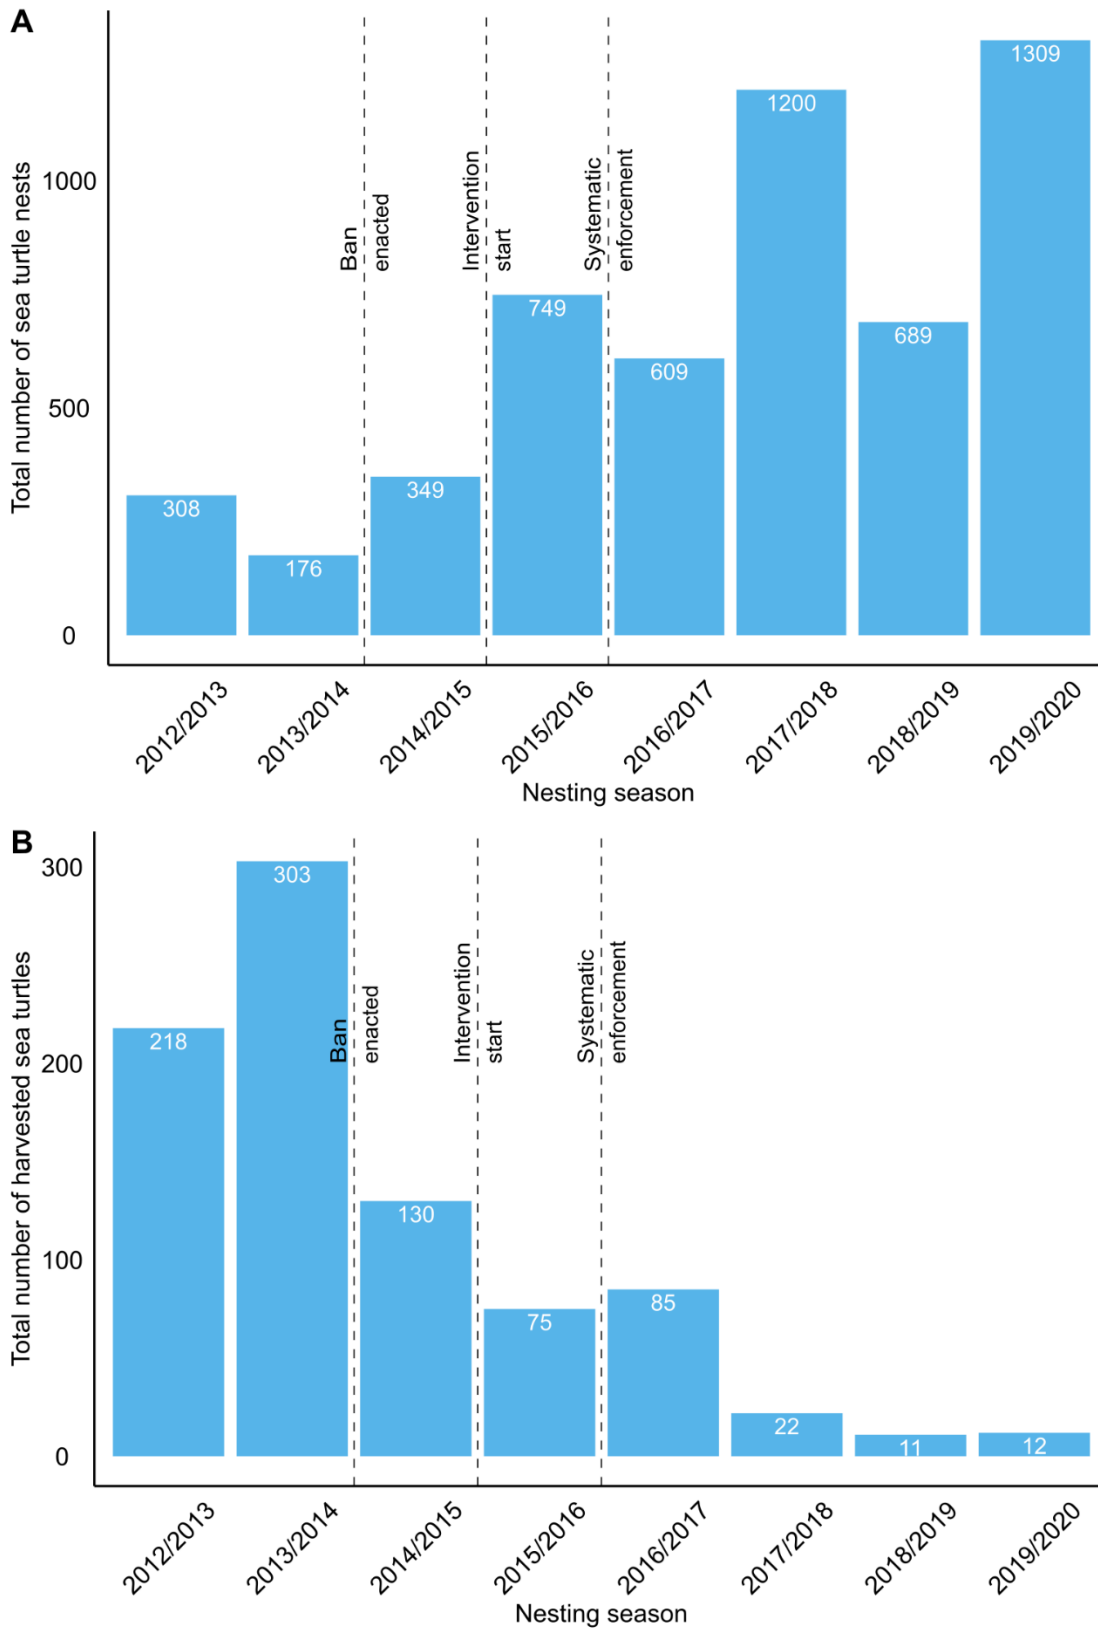 A
Total number of sea turtle nests
1000
500
0
Ban
enacted
Intervention
start
Systematic
enforcement
308
176
349
749
609
1200
689
1309
2012/2013
2013/2014
2014/2015
2015/2016
2016/2017
2017/2018
2018/2019
2019/2020
Nesting season
B
Total number of harvested sea turtles
300
200
100
0
Ban
enacted
Intervention
start
Systematic
enforcement
218
303
130
75
85
22
11
12
2012/2013
2013/2014
2014/2015
2015/2016
2016/2017
2017/2018
2018/2019
2019/2020
Nesting season